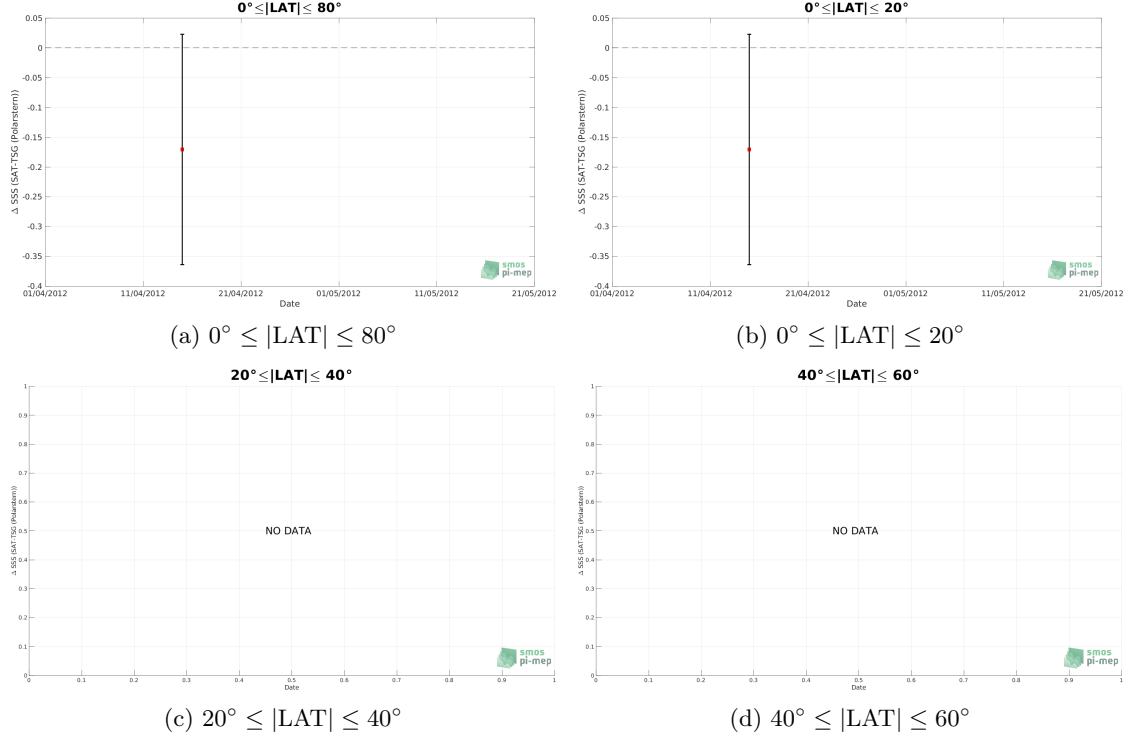 0°≤|LAT|≤ 80°
0.05
0
-0.05
-0.1
-0.15
-0.2
-0.25
-0.3
-0.35
-0.4
Δ SSS (SAT-TSG (Polarstern))
01/04/2012 11/04/2012 21/04/2012 01/05/2012 11/05/2012 21/05/2012
Date
smos
pi-mep
(a) 0° ≤ |LAT| ≤ 80°
0°≤|LAT|≤ 20°
0.05
0
-0.05
-0.1
-0.15
-0.2
-0.25
-0.3
-0.35
-0.4
Δ SSS (SAT-TSG (Polarstern))
01/04/2012 11/04/2012 21/04/2012 01/05/2012 11/05/2012 21/05/2012
Date
smos
pi-mep
(b) 0° ≤ |LAT| ≤ 20°
20°≤|LAT|≤ 40°
1
0.9
0.8
0.7
0.6
0.5
0.4
0.3
0.2
0.1
0
Δ SSS (SAT-TSG (Polarstern))
NO DATA
0 0.1 0.2 0.3 0.4 0.5 0.6 0.7 0.8 0.9 1
Date
smos
pi-mep
(c) 20° ≤ |LAT| ≤ 40°
40°≤|LAT|≤ 60°
1
0.9
0.8
0.7
0.6
0.5
0.4
0.3
0.2
0.1
0
Δ SSS (SAT-TSG (Polarstern))
NO DATA
0 0.1 0.2 0.3 0.4 0.5 0.6 0.7 0.8 0.9 1
Date
smos
pi-mep
(d) 40° ≤ |LAT| ≤ 60°